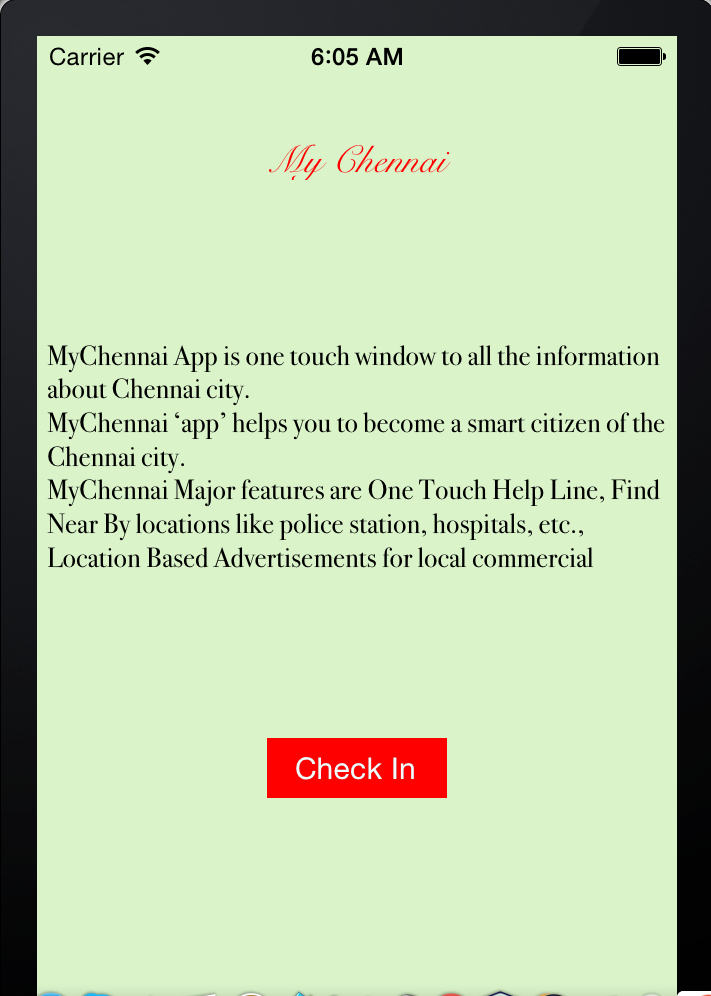 Carrier 6:05 AM
My Chennai
MyChennai App is one touch window to all the information
about Chennai city.
MyChennai ‘app’ helps you to become a smart citizen of the
Chennai city.
MyChennai Major features are One Touch Help Line, Find
Near By locations like police station, hospitals, etc.,
Location Based Advertisements for local commercial
Check In